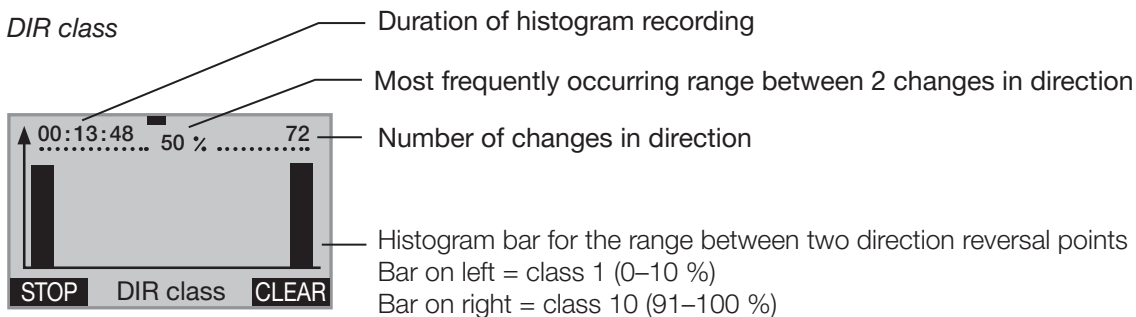 DIR class
Duration of histogram recording
Most frequently occurring range between 2 changes in direction
00:13:48
50 %
72
Number of changes in direction
Histogram bar for the range between two direction reversal points
Bar on left = class 1 (0–10 %)
Bar on right = class 10 (91–100 %)
STOP DIR class CLEAR